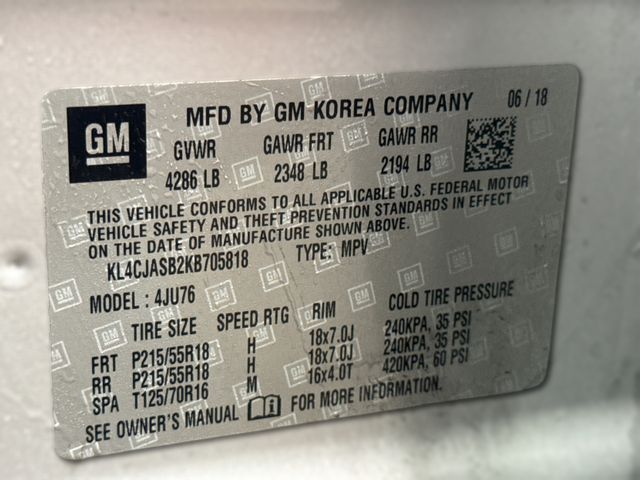 GM
MFD BY GM KOREA COMPANY 06 / 18
GVWR GAWR FRT GAWR RR
4286 LB 2348 LB 2194 LB
THIS VEHICLE CONFORMS TO ALL APPLICABLE U.S. FEDERAL MOTOR
VEHICLE SAFETY AND THEFT PREVENTION STANDARDS IN EFFECT
ON THE DATE OF MANUFACTURE SHOWN ABOVE.
KL4CJASB2KB705818 TYPE: MPV
MODEL : 4JU76
TIRE SIZE SPEED RTG RIM COLD TIRE PRESSURE
FRT P215/55R18 H 18x7.0J 240KPA, 35 PSI
RR P215/55R18 H 18x7.0J 240KPA, 35 PSI
SPA T125/70R16 M 16x4.0T 420KPA, 60 PSI
SEE OWNER'S MANUAL FOR MORE INFORMATION.